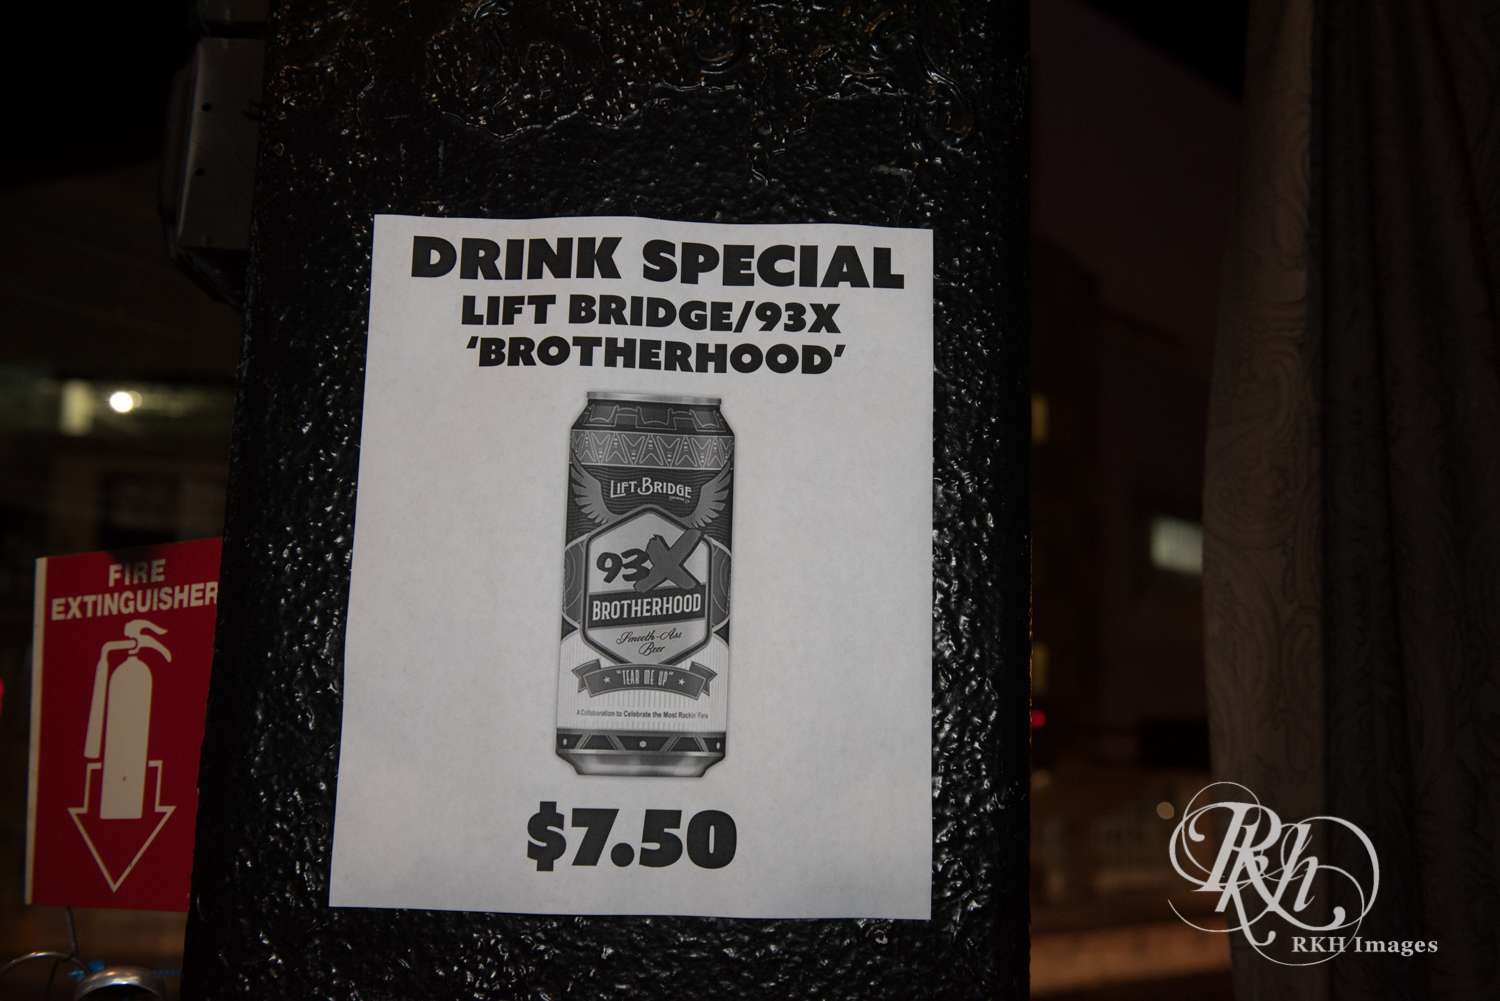 DRINK SPECIAL
LIFT BRIDGE/93X
'BROTHERHOOD'
LIFT BRIDGE
93X
BROTHERHOOD
Smooth-Ass
Beer
"TEAR ME UP"
A Collaboration to Celebrate the Most Rockin' Fans
$7.50
FIRE
EXTINGUISHER
RKH Images